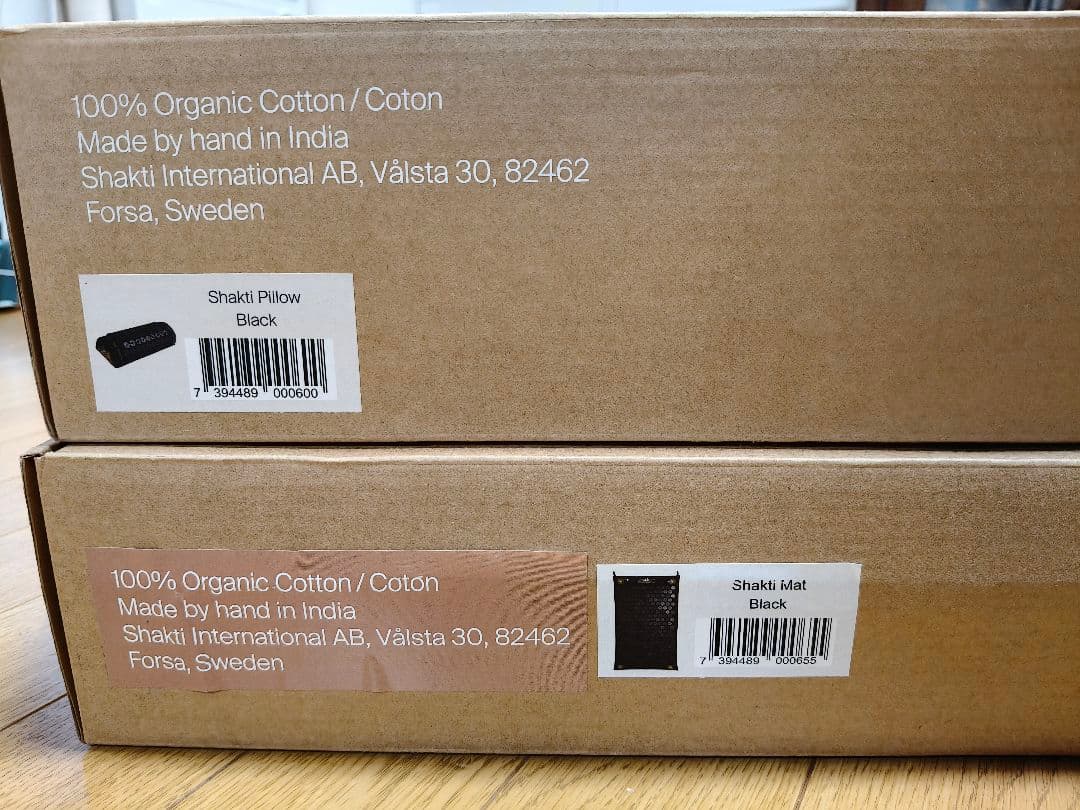 100% Organic Cotton / Coton
Made by hand in India
Shakti International AB, Vålsta 30, 82462
Forsa, Sweden
Shakti Pillow
Black
7 394489 000600
100% Organic Cotton / Coton
Made by hand in India
Shakti International AB, Vålsta 30, 82462
Forsa, Sweden
Shakti Mat
Black
7 394489 000655